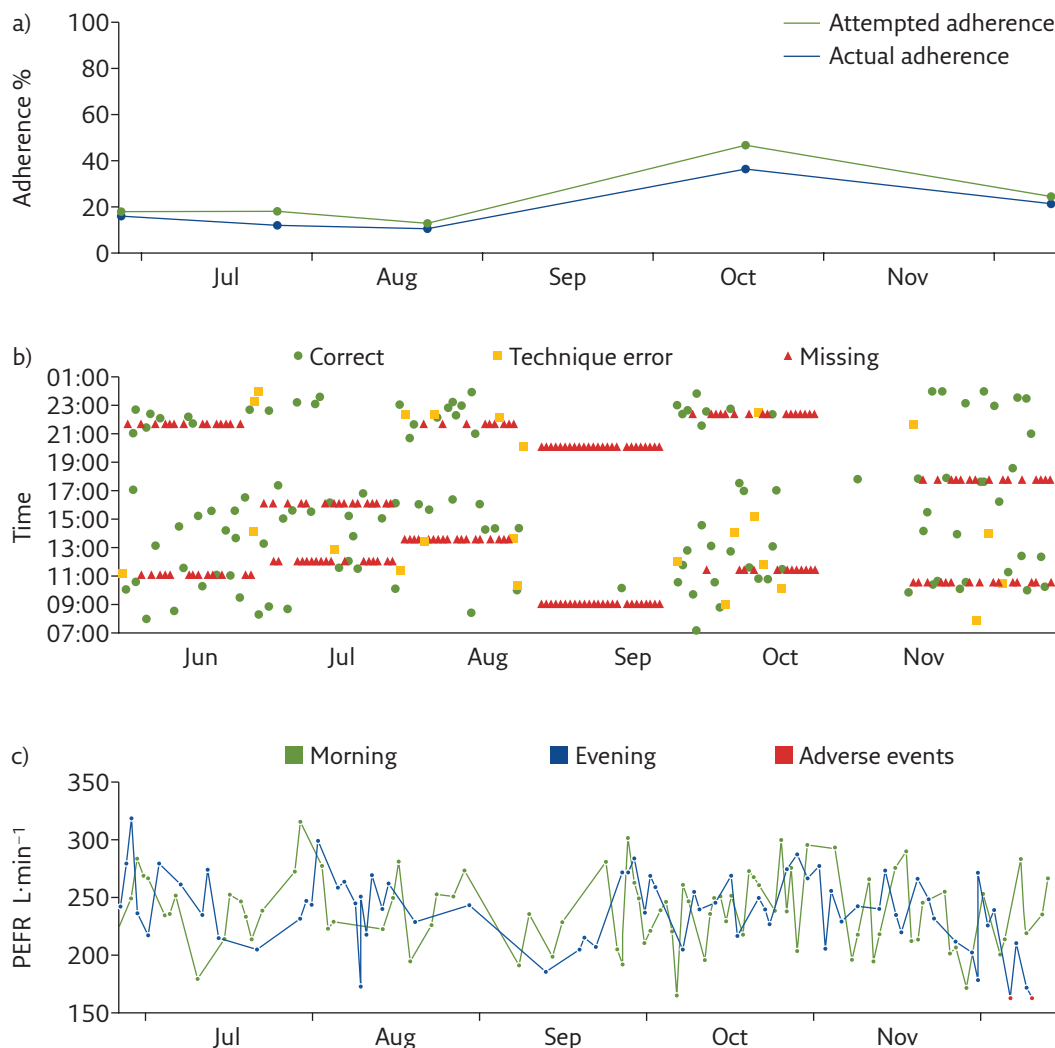 a)
Attempted adherence
Actual adherence
Adherence %
100
80
60
40
20
0
Jul Aug Sep Oct Nov
b)
Correct Technique error Missing
Time
01:00
23:00
21:00
19:00
17:00
15:00
13:00
11:00
09:00
07:00
Jun Jul Aug Sep Oct Nov
c)
Morning Evening Adverse events
PEFR L·min⁻¹
350
300
250
200
150
Jul Aug Sep Oct Nov